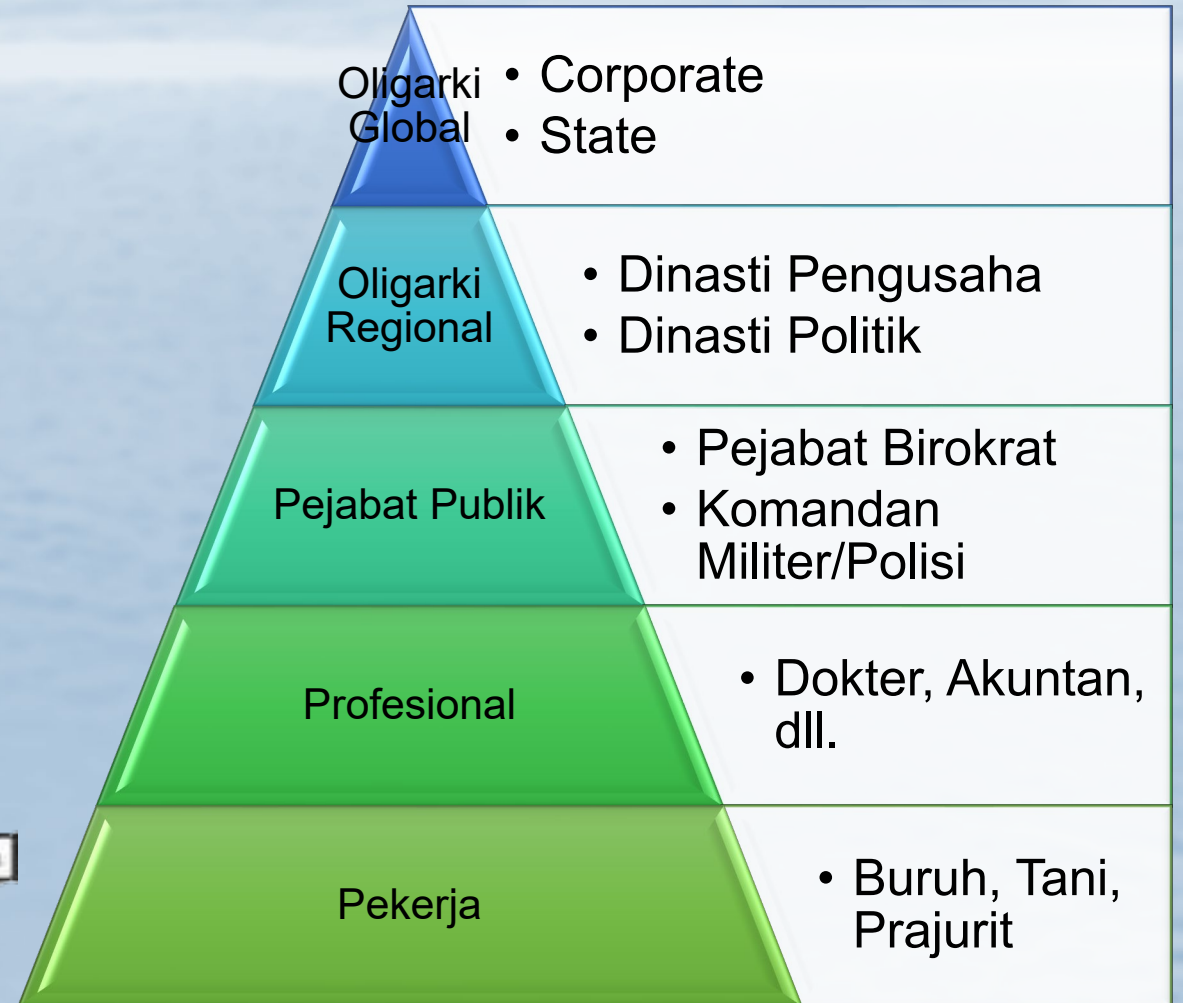 Oligarki
Global
• Corporate
• State
Oligarki
Regional
• Dinasti Pengusaha
• Dinasti Politik
Pejabat Publik
• Pejabat Birokrat
• Komandan
Militer/Polisi
Profesional
• Dokter, Akuntan,
dll.
Pekerja
• Buruh, Tani,
Prajurit